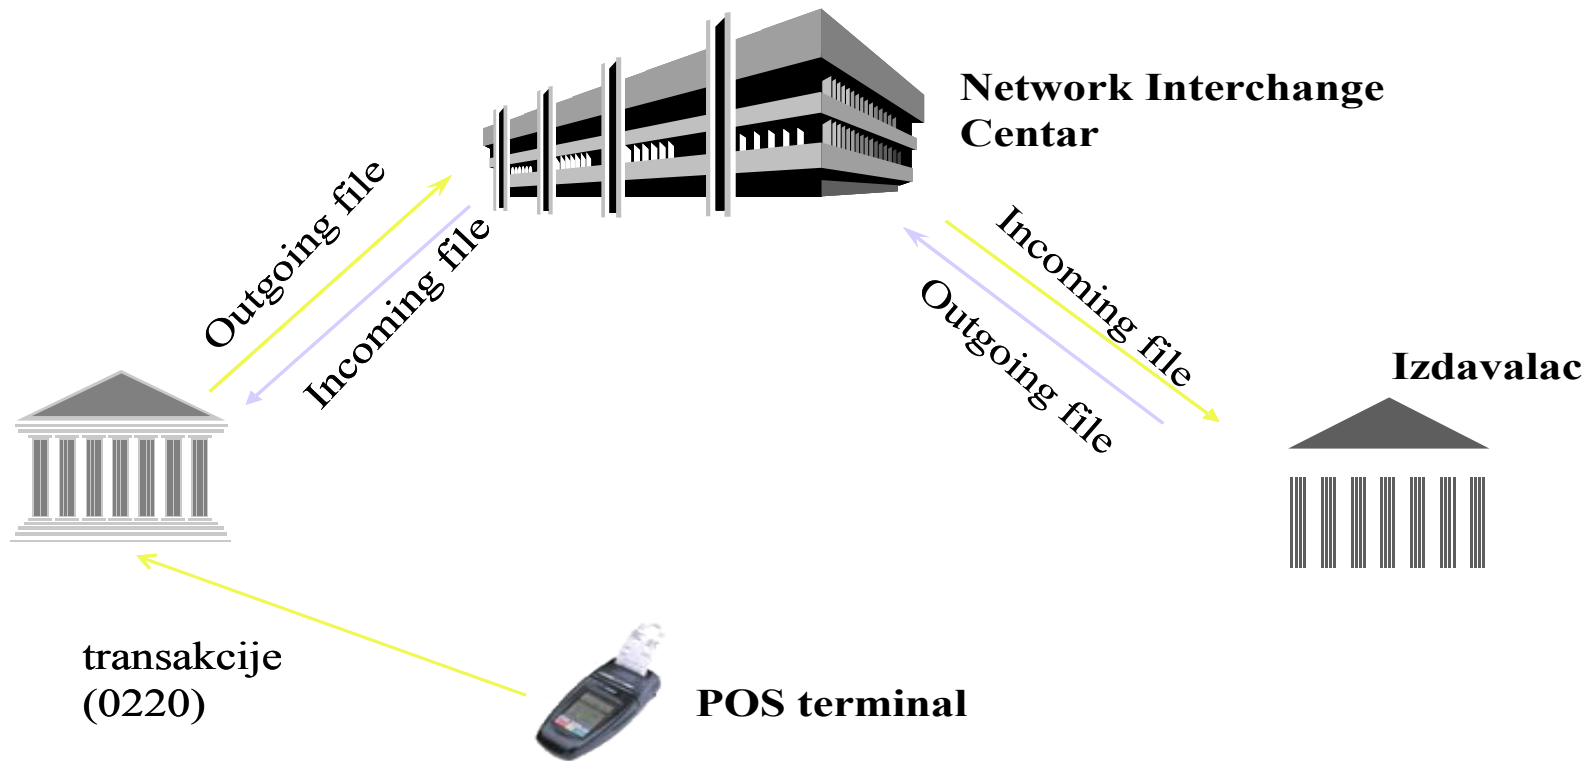 Network Interchange
Centar
Outgoing file
Incoming file
Incoming file
Outgoing file
Izdavalac
transakcije
(0220)
POS terminal